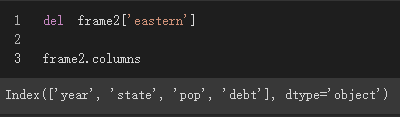 1 del frame2['eastern']
2
3 frame2.columns
Index(['year', 'state', 'pop', 'debt'], dtype='object')